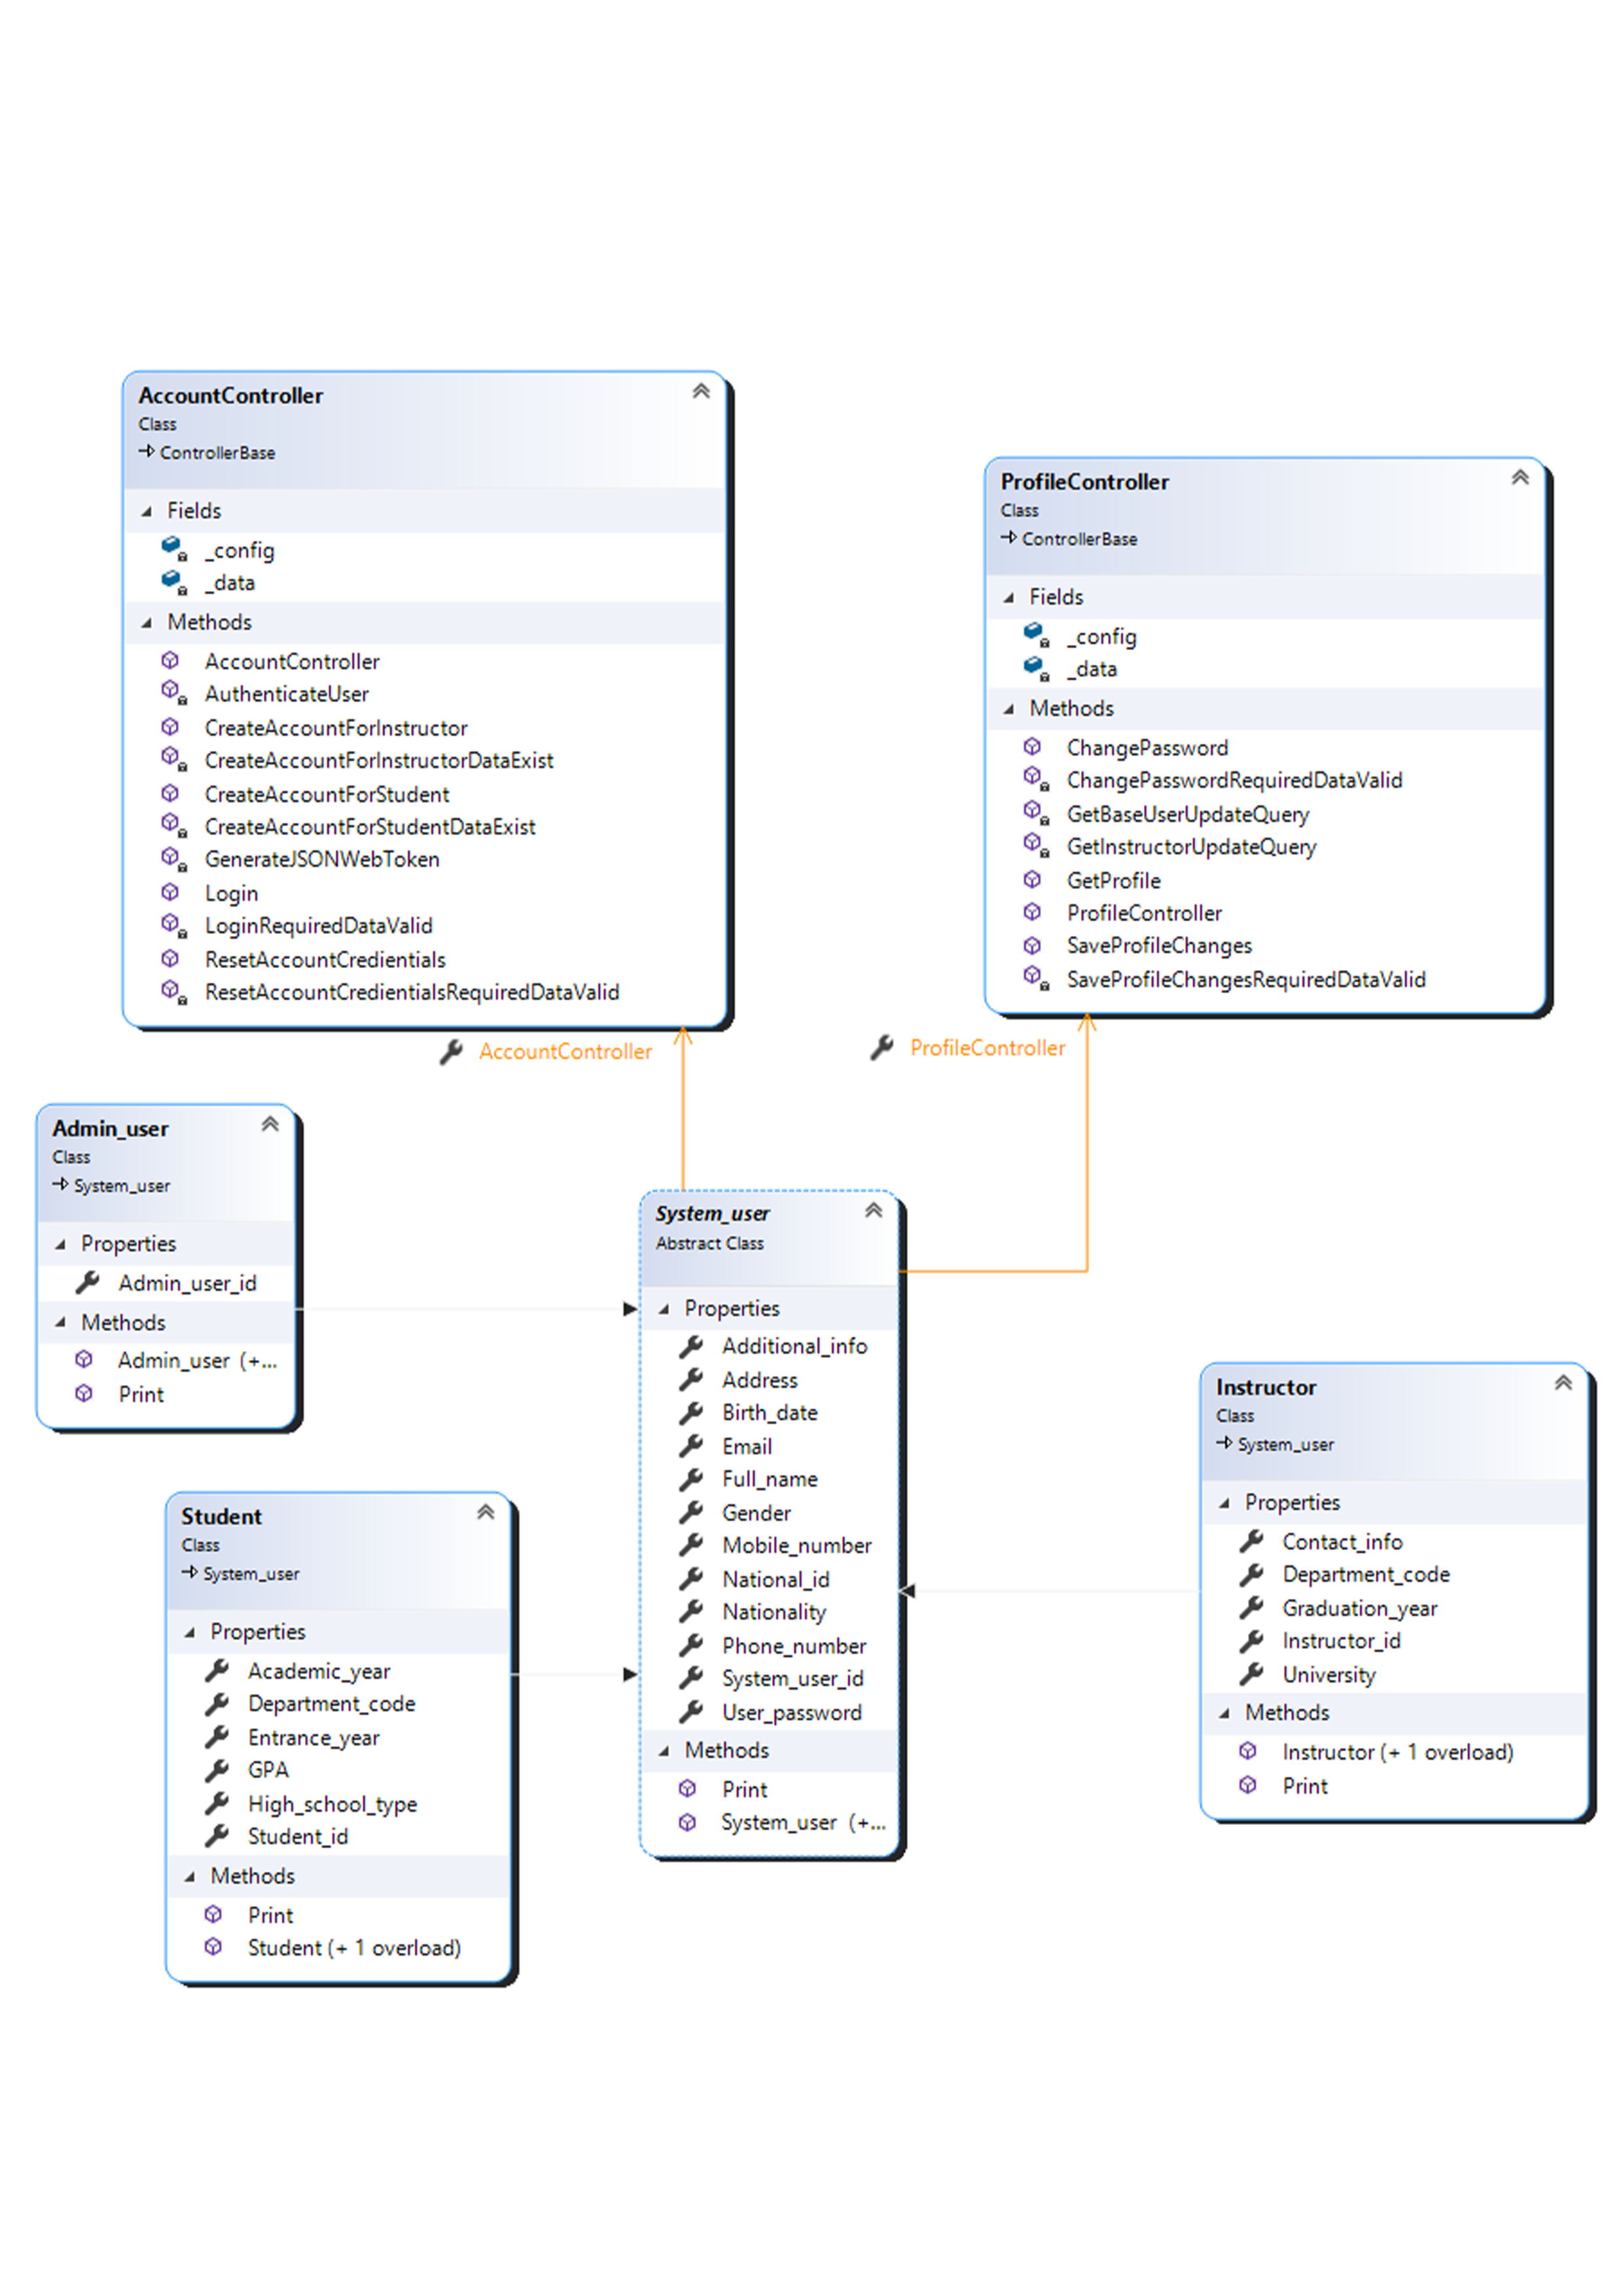 AccountController
Class
ControllerBase
Fields
_config
_data
Methods
AccountController
AuthenticateUser
CreateAccountForInstructor
CreateAccountForInstructorDataExist
CreateAccountForStudent
CreateAccountForStudentDataExist
GenerateJSONWebToken
Login
LoginRequiredDataValid
ResetAccountCredientials
ResetAccountCredientialsRequiredDataValid
ProfileController
Class
ControllerBase
Fields
_config
_data
Methods
ChangePassword
ChangePasswordRequiredDataValid
GetBaseUserUpdateQuery
GetInstructorUpdateQuery
GetProfile
ProfileController
SaveProfileChanges
SaveProfileChangesRequiredDataValid
AccountController
ProfileController
Admin_user
Class
System_user
Properties
Admin_user_id
Methods
Admin_user (+...
Print
System_user
Abstract Class
Properties
Additional_info
Address
Birth_date
Email
Full_name
Gender
Mobile_number
National_id
Nationality
Phone_number
System_user_id
User_password
Methods
Print
System_user (+...
Instructor
Class
System_user
Properties
Contact_info
Department_code
Graduation_year
Instructor_id
University
Methods
Instructor (+ 1 overload)
Print
Student
Class
System_user
Properties
Academic_year
Department_code
Entrance_year
GPA
High_school_type
Student_id
Methods
Print
Student (+ 1 overload)